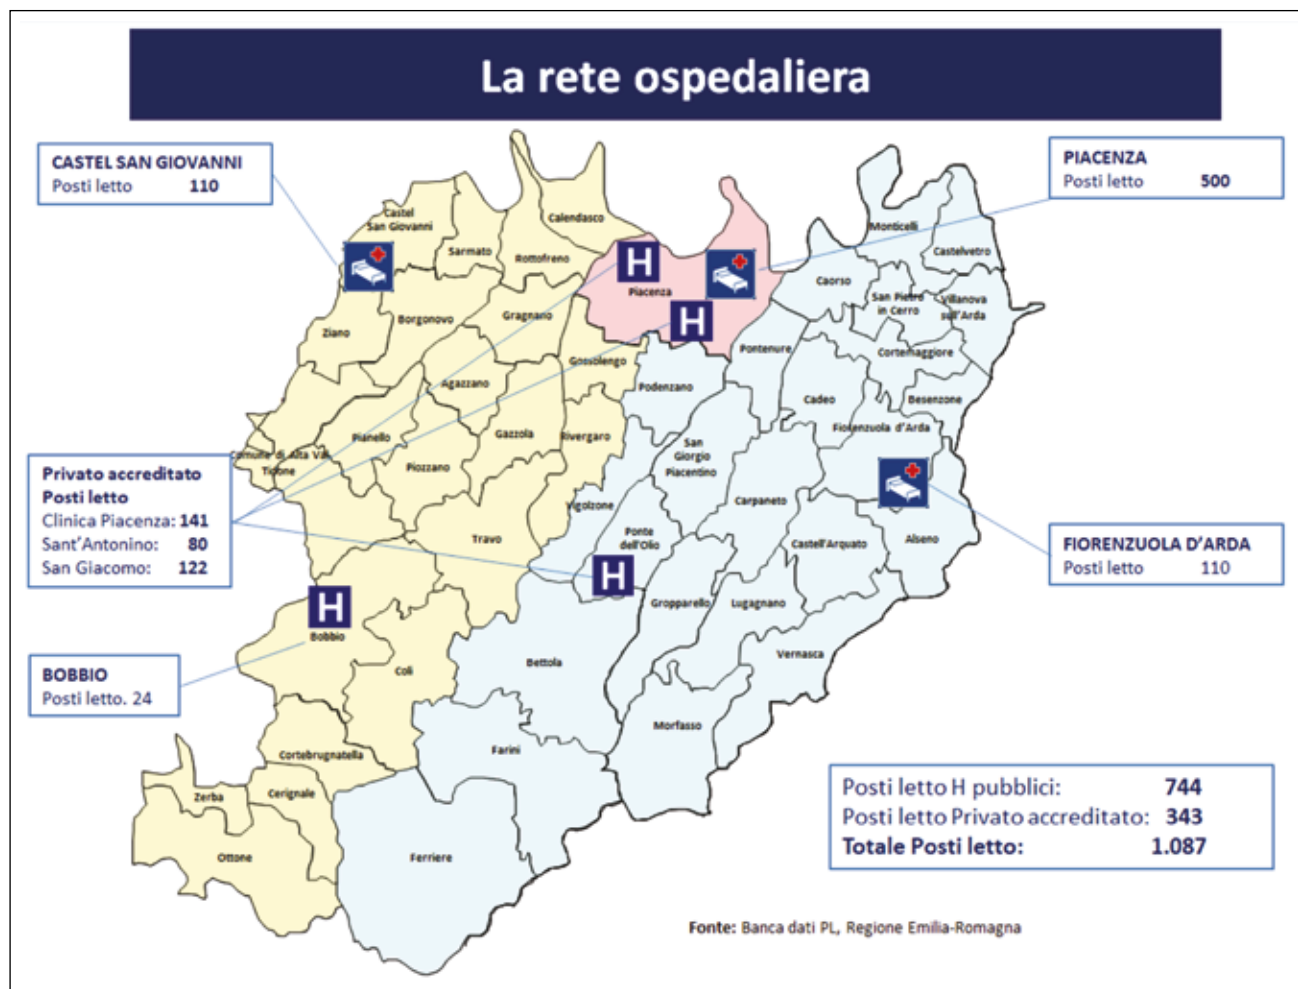 La rete ospedaliera
CASTEL SAN GIOVANNI
Posti letto 110
PIACENZA
Posti letto 500
Castel
San Giovanni
Sarmato
Calendasco
Rottofreno
H
Piacenza
H
Monticelli
Castelvetro
Caorso
San Pietro
in Cerro
Villanova
sull'Arda
Ziano
Borgonovo
Gragnano
Gossolengo
Pontenure
Cortemaggiore
Agazzano
Podenzano
Cadeo
Besenzone
Pianello
Gazzola
Rivergaro
San
Giorgio
Piacentino
Fiorenzuola d'Arda
Comune di Alta Val
Tidone
Piozzano
Privato accreditato
Posti letto
Clinica Piacenza: 141
Sant'Antonino: 80
San Giacomo: 122
Vigolzone
Carpaneto
Travo
Ponte
dell'Olio
Castell'Arquato
Alseno
FIORENZUOLA D'ARDA
Posti letto 110
H
H
Bobbio
Gropparello
Lugagnano
BOBBIO
Posti letto. 24
Coli
Bettola
Vernasca
Morfasso
Cortebrugnatella
Farini
Zerba
Cerignale
Ottone
Ferriere
Posti letto H pubblici: 744
Posti letto Privato accreditato: 343
Totale Posti letto: 1.087
Fonte: Banca dati PL, Regione Emilia-Romagna